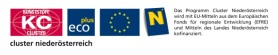 KUNSTSTOFF
KC
cluster
eco plus
N
Das Programm Cluster Niederösterreich
wird mit EU-Mitteln aus dem Europäischen
Fonds für regionale Entwicklung (EFRE)
und Mitteln des Landes Niederösterreich
kofinanziert.
cluster niederösterreich